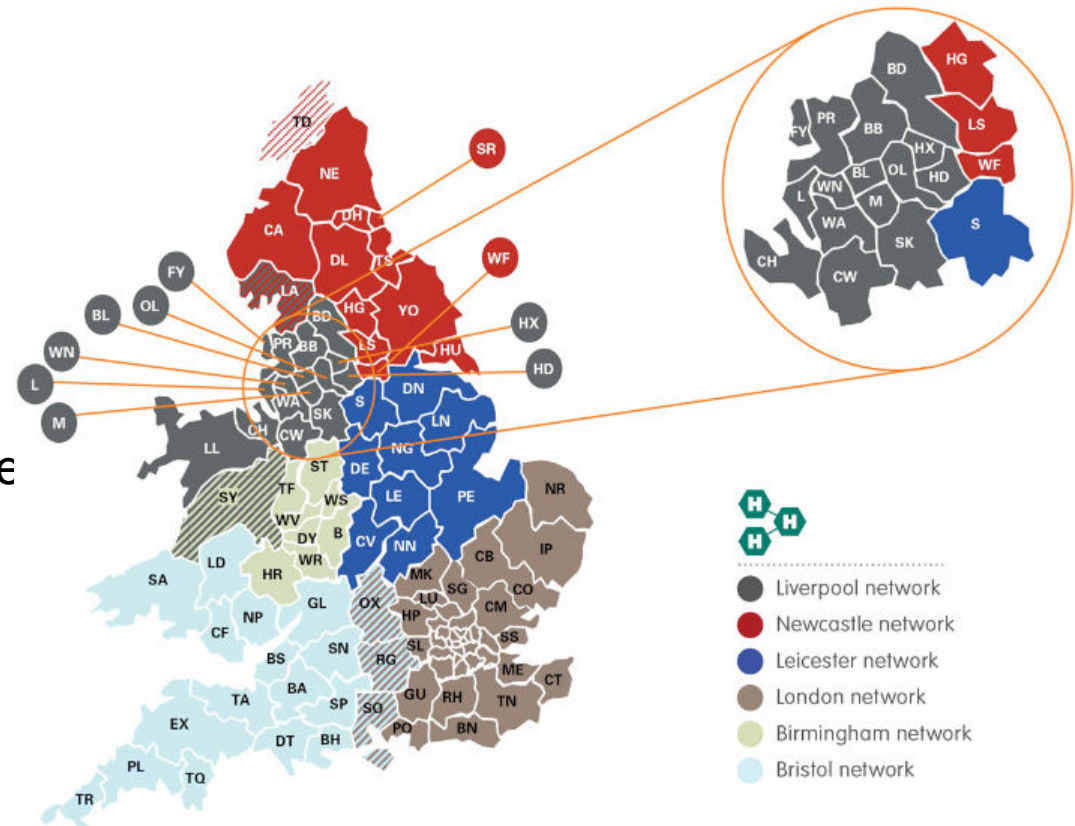 BD
HG
FY
PR
BB
LS
HX
WF
BL
OL
HD
L
WN
M
WA
S
SK
CH
CW
TD
SR
NE
DH
CA
DL
TS
WF
FY
LA
HG
YO
OL
BD
BL
HX
PR
BB
LS
HU
WN
HD
L
DN
WA
S
M
SK
LN
CH
CW
LL
NG
ST
DE
e
TF
SY
WS
LE
PE
NR
WV
DY
B
CV
NN
WR
CB
IP
LD
HR
MK
SG
CO
SA
GL
OX
LU
CM
NP
HP
CF
SS
SN
SL
BS
RG
ME
CT
BA
GU
RH
TN
TA
SP
SO
EX
PO
BN
DT
BH
PL
TQ
TR
H
H
H
Liverpool network
Newcastle network
Leicester network
London network
Birmingham network
Bristol network